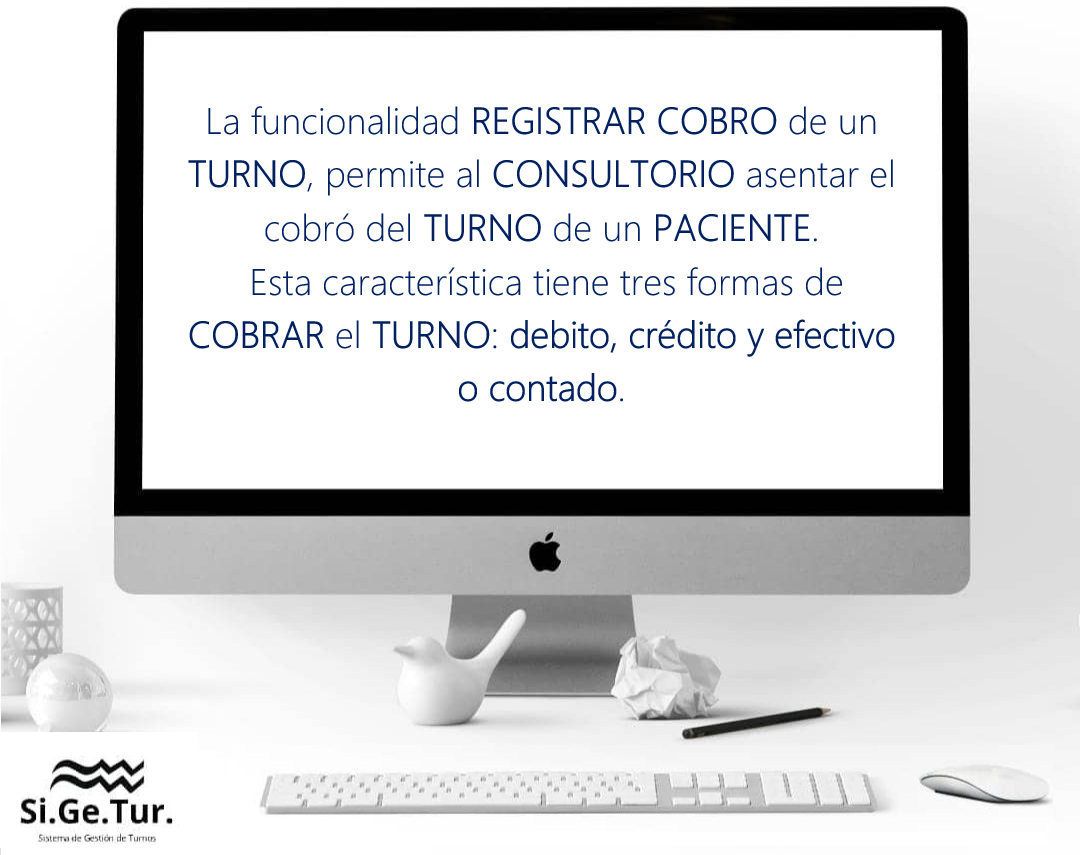 La funcionalidad REGISTRAR COBRO de un
TURNO, permite al CONSULTORIO asentar el
cobró del TURNO de un PACIENTE.
Esta característica tiene tres formas de
COBRAR el TURNO: debito, crédito y efectivo
o contado.
Si.Ge.Tur.
Sistema de Gestión de Turnos